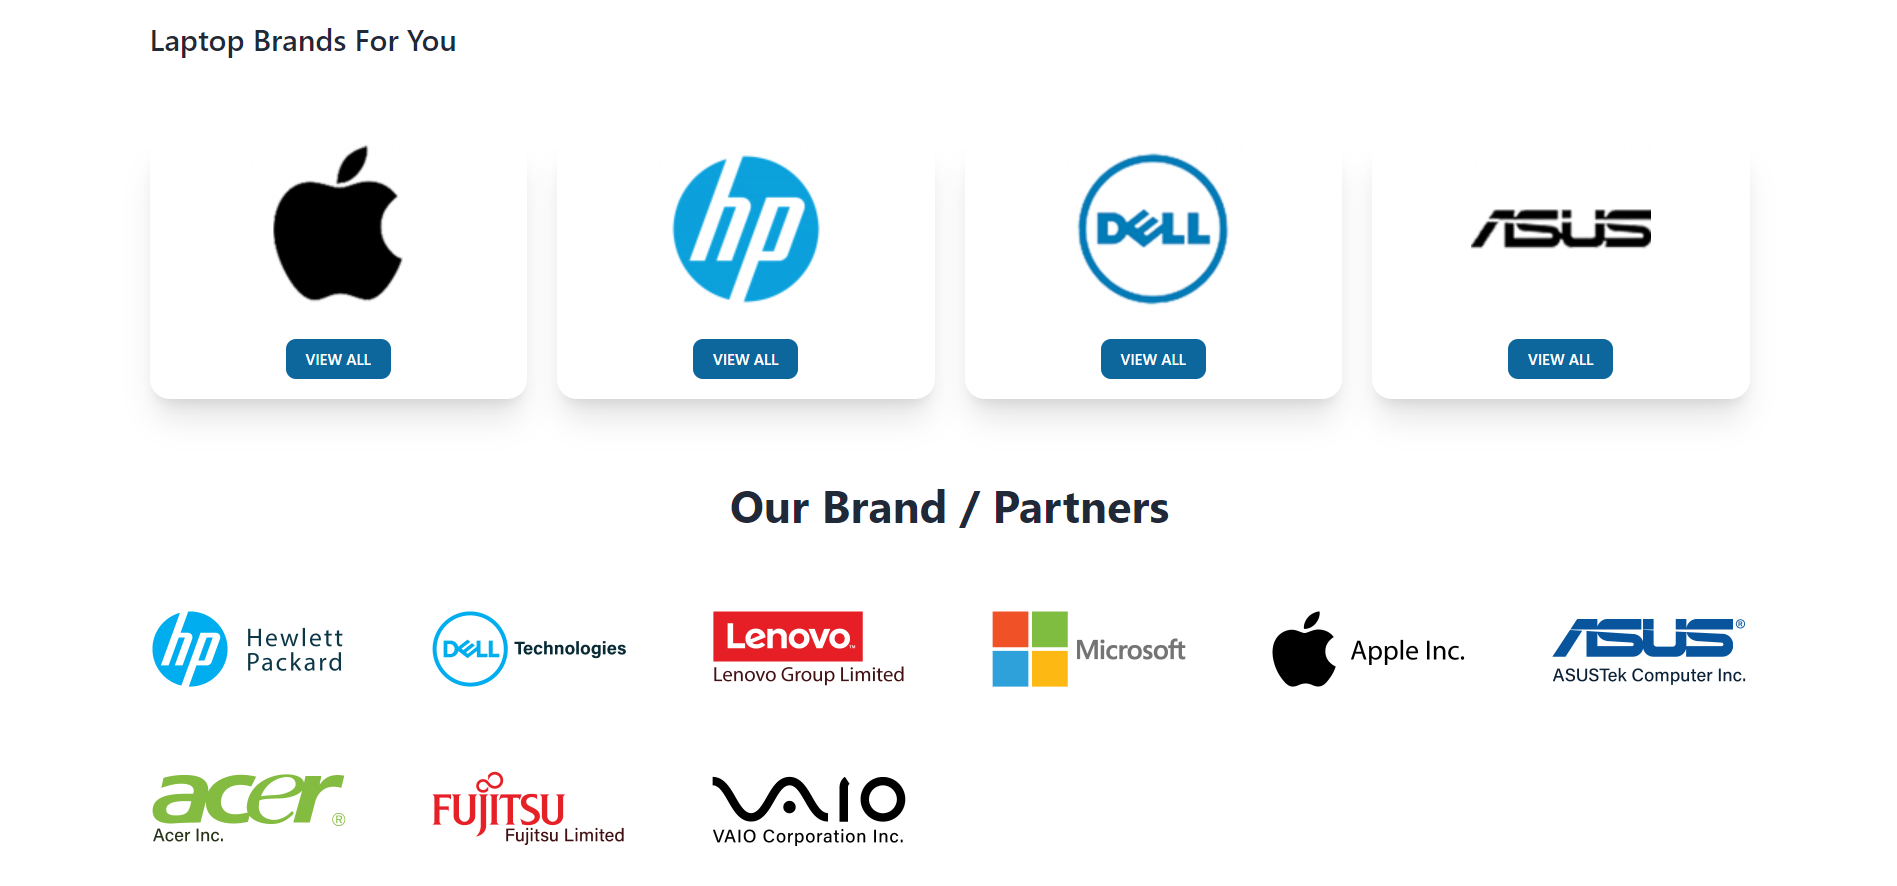 Laptop Brands For You
hp
DELL
ASUS
VIEW ALL
VIEW ALL
VIEW ALL
VIEW ALL
Our Brand / Partners
hp
Hewlett
Packard
DELL Technologies
Lenovo™
Lenovo Group Limited
Microsoft
Apple Inc.
ASUS®
ASUSTek Computer Inc.
acer®
Acer Inc.
FUJITSU
Fujitsu Limited
VAIO
VAIO Corporation Inc.